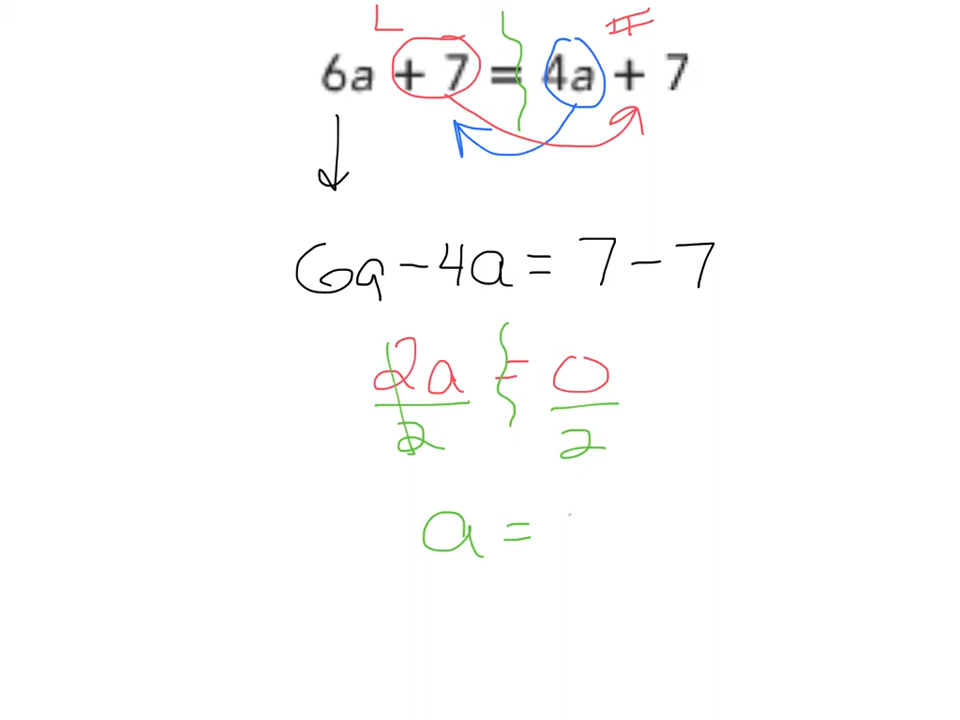 L #
6a + 7 = 4a + 7
6a - 4a = 7 - 7
2a = 0
2 2
a =